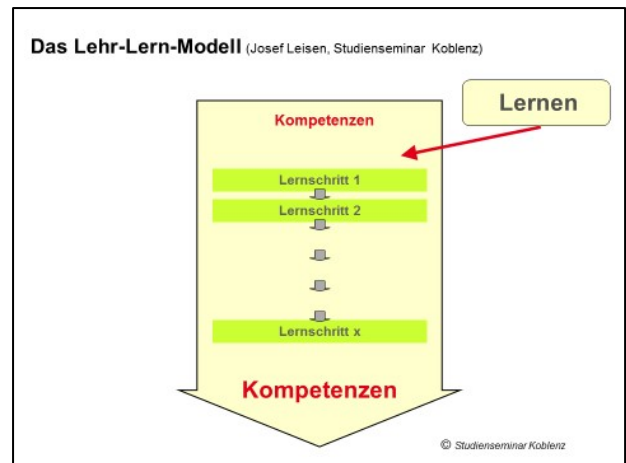 Das Lehr-Lern-Modell (Josef Leisen, Studienseminar Koblenz)
Lernen
Kompetenzen
Lernschritt 1
Lernschritt 2
Lernschritt x
Kompetenzen
© Studienseminar Koblenz